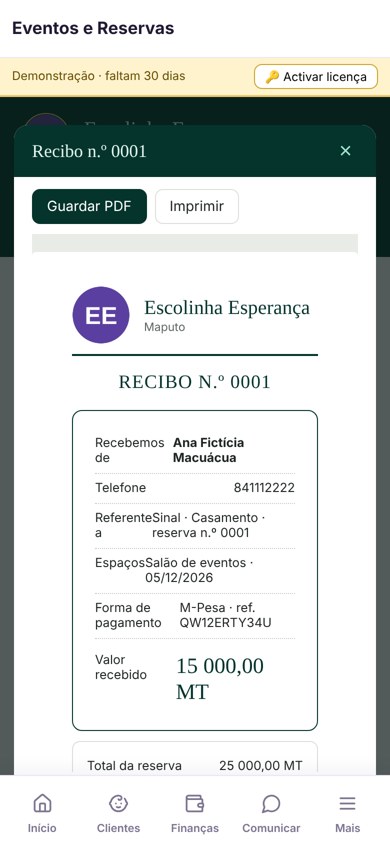 Eventos e Reservas
Demonstração · faltam 30 dias
🔑 Activar licença
Recibo n.º 0001
×
Guardar PDF
Imprimir
EE
Escolinha Esperança
Maputo
RECIBO N.º 0001
Recebemos de
Ana Fictícia Macuácua
Telefone
841112222
Referente a
Sinal · Casamento · reserva n.º 0001
Espaços
Salão de eventos · 05/12/2026
Forma de pagamento
M-Pesa · ref. QW12ERTY34U
Valor recebido
15 000,00 MT
Total da reserva
25 000,00 MT
Início
Clientes
Finanças
Comunicar
Mais